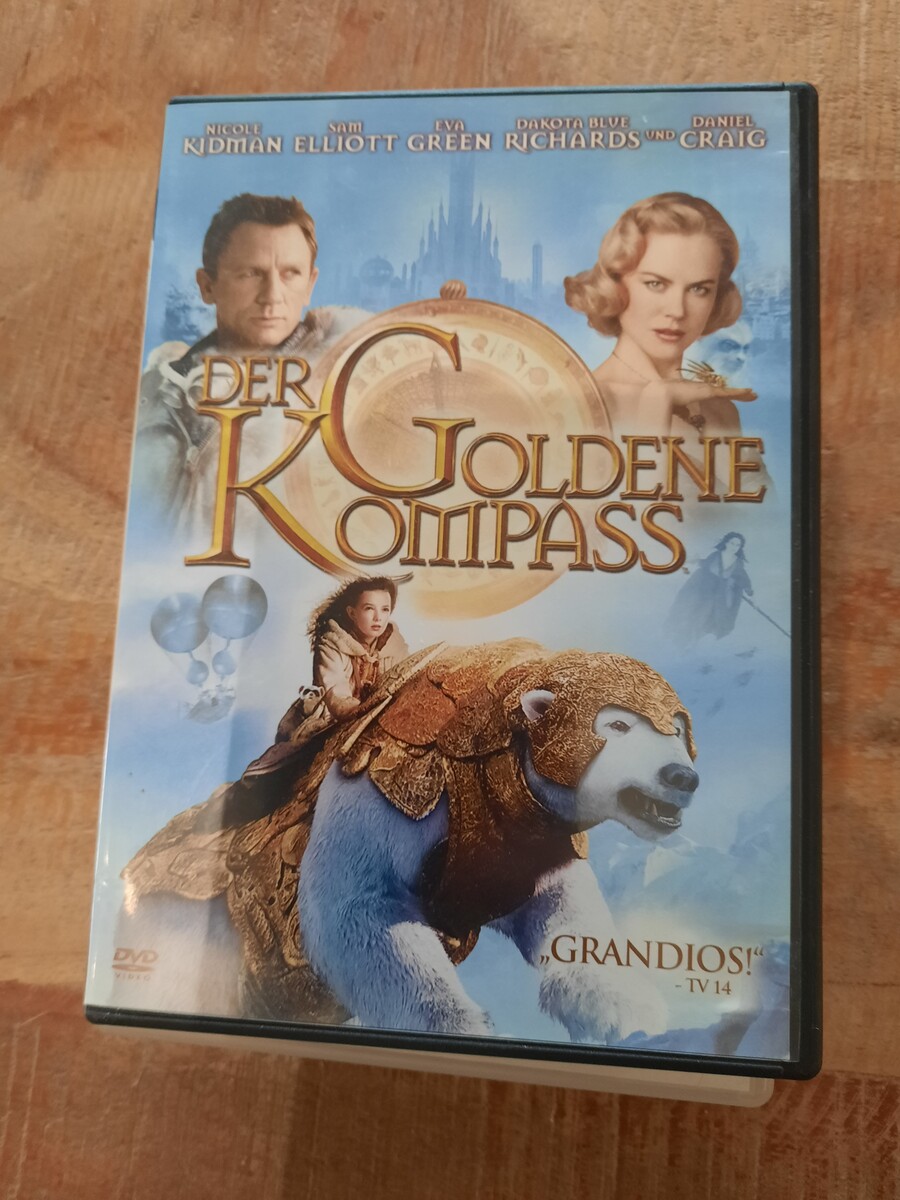 NICOLE SAM EVA DAKOTA BLUE DANIEL
KIDMAN ELLIOTT GREEN RICHARDS UND CRAIG
DER
GOLDENE
KOMPASS
„GRANDIOS!“
- TV 14
DVD
VIDEO